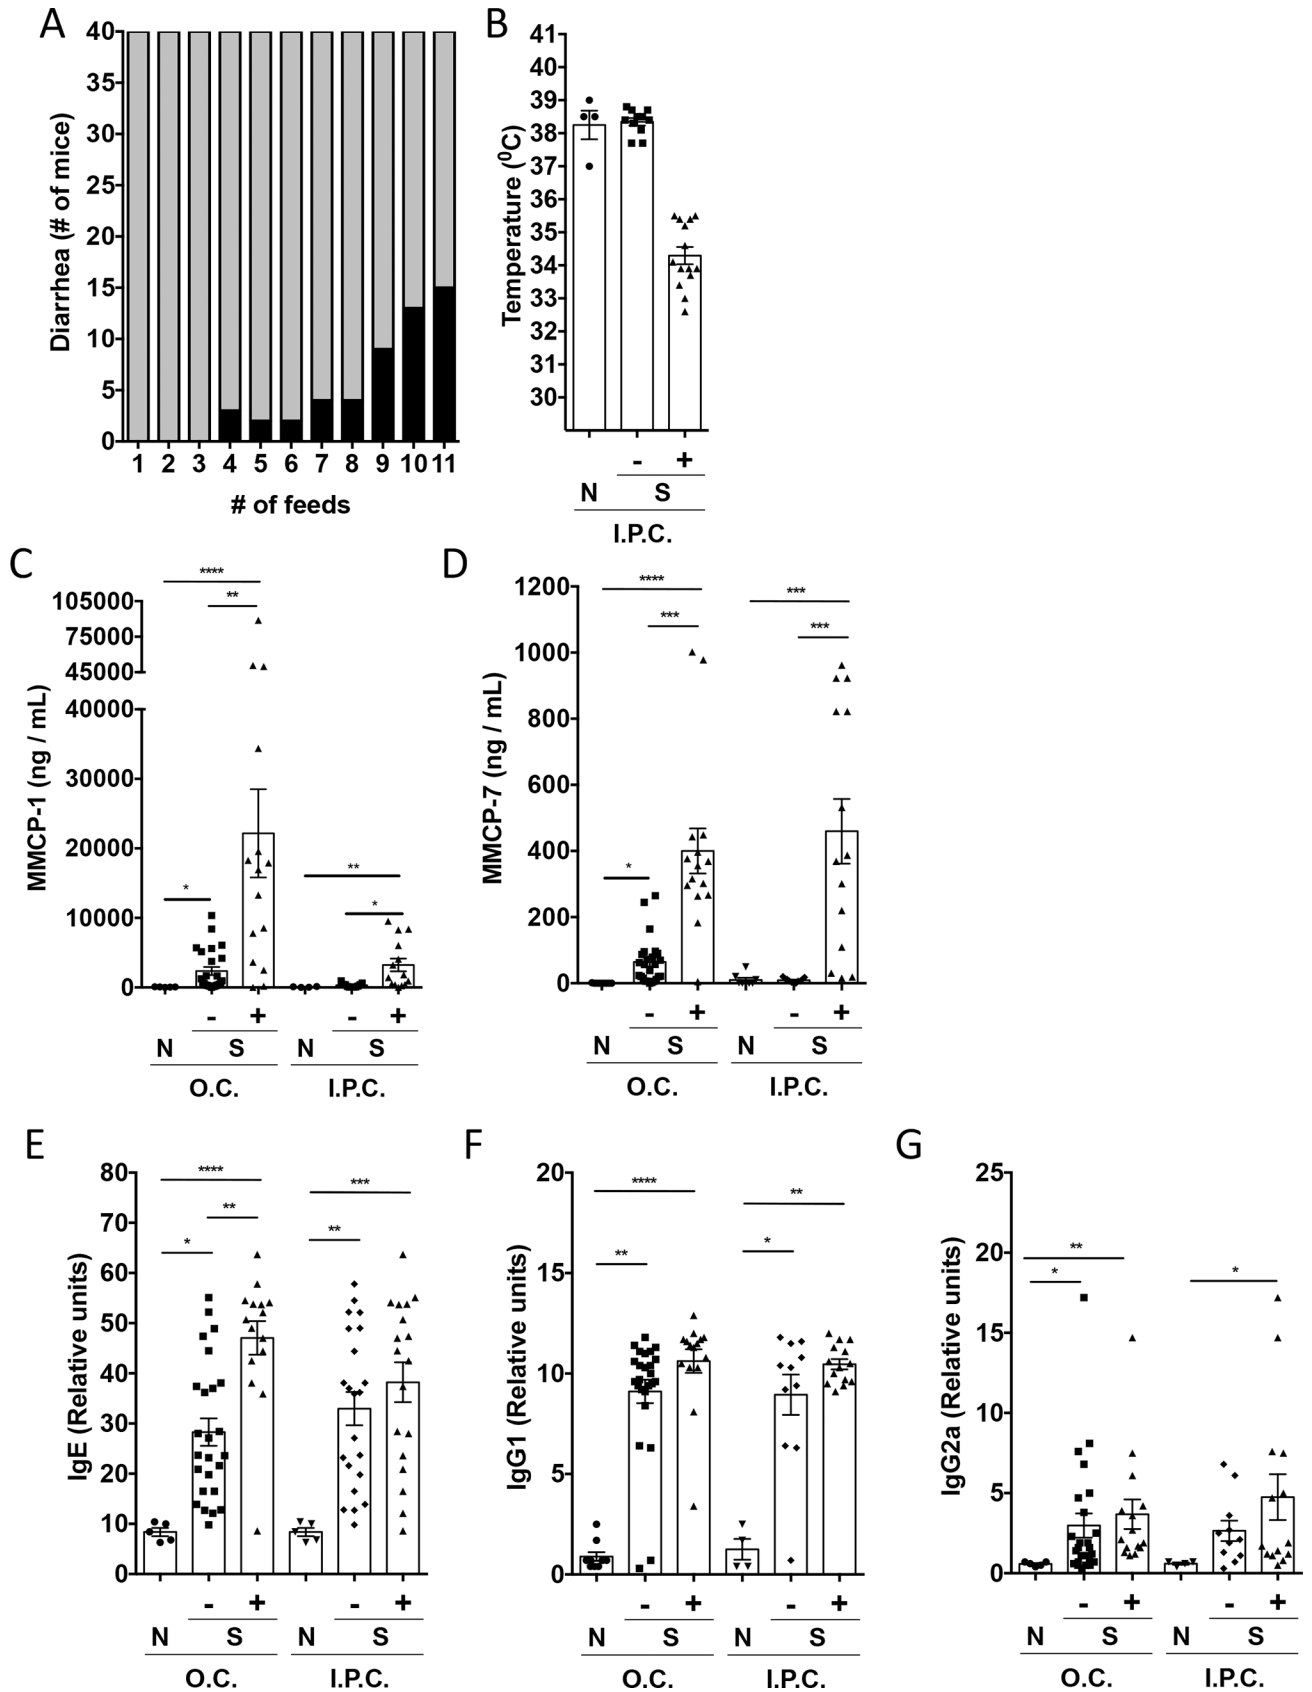 A
Diarrhea (# of mice)
40
35
30
25
20
15
10
5
0
1 2 3 4 5 6 7 8 9 10 11
# of feeds
B
Temperature (⁰C)
41
40
39
38
37
36
35
34
33
32
31
30
- +
N S
I.P.C.
C
MMCP-1 (ng / mL)
105000
75000
45000
40000
30000
20000
10000
0
**** 
**
*
**
*
- + - +
N S N S
O.C. I.P.C.
D
MMCP-7 (ng / mL)
1200
1000
800
600
400
200
0
****
***
*
***
***
- + - +
N S N S
O.C. I.P.C.
E
IgE (Relative units)
80
70
60
50
40
30
20
10
0
****
**
*
***
**
- + - +
N S N S
O.C. I.P.C.
F
IgG1 (Relative units)
20
15
10
5
0
****
**
**
*
- + - +
N S N S
O.C. I.P.C.
G
IgG2a (Relative units)
25
20
15
10
5
0
**
*
*
- + - +
N S N S
O.C. I.P.C.